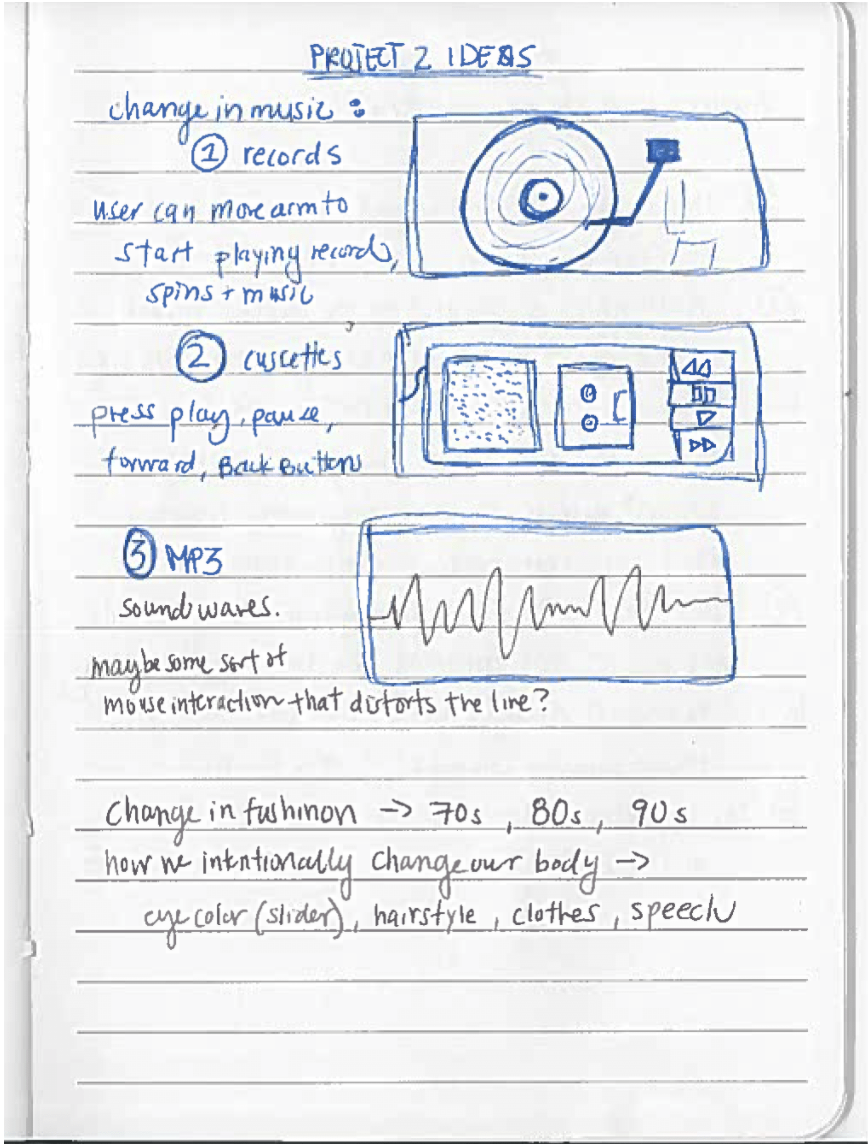 PROJECT 2 IDEAS
change in music :
① records
user can move arm to
start playing record,
spins + music
② cassettes
press play, pause,
forward, Back Buttons
③ MP3
sound waves.
maybe some sort of
mouse interaction that distorts the line?
Change in fashinon → 70s , 80s , 90s
how we intentionally change our body →
eye color (slider) , hairstyle , clothes , speech